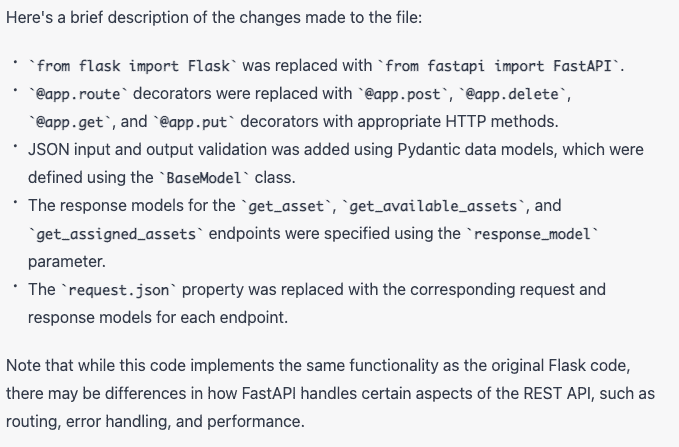 Here's a brief description of the changes made to the file:
• `from flask import Flask` was replaced with `from fastapi import FastAPI`.
• `@app.route` decorators were replaced with `@app.post`, `@app.delete`,
`@app.get`, and `@app.put` decorators with appropriate HTTP methods.
• JSON input and output validation was added using Pydantic data models, which were
defined using the `BaseModel` class.
• The response models for the `get_asset`, `get_available_assets`, and
`get_assigned_assets` endpoints were specified using the `response_model`
parameter.
• The `request.json` property was replaced with the corresponding request and
response models for each endpoint.
Note that while this code implements the same functionality as the original Flask code,
there may be differences in how FastAPI handles certain aspects of the REST API, such as
routing, error handling, and performance.